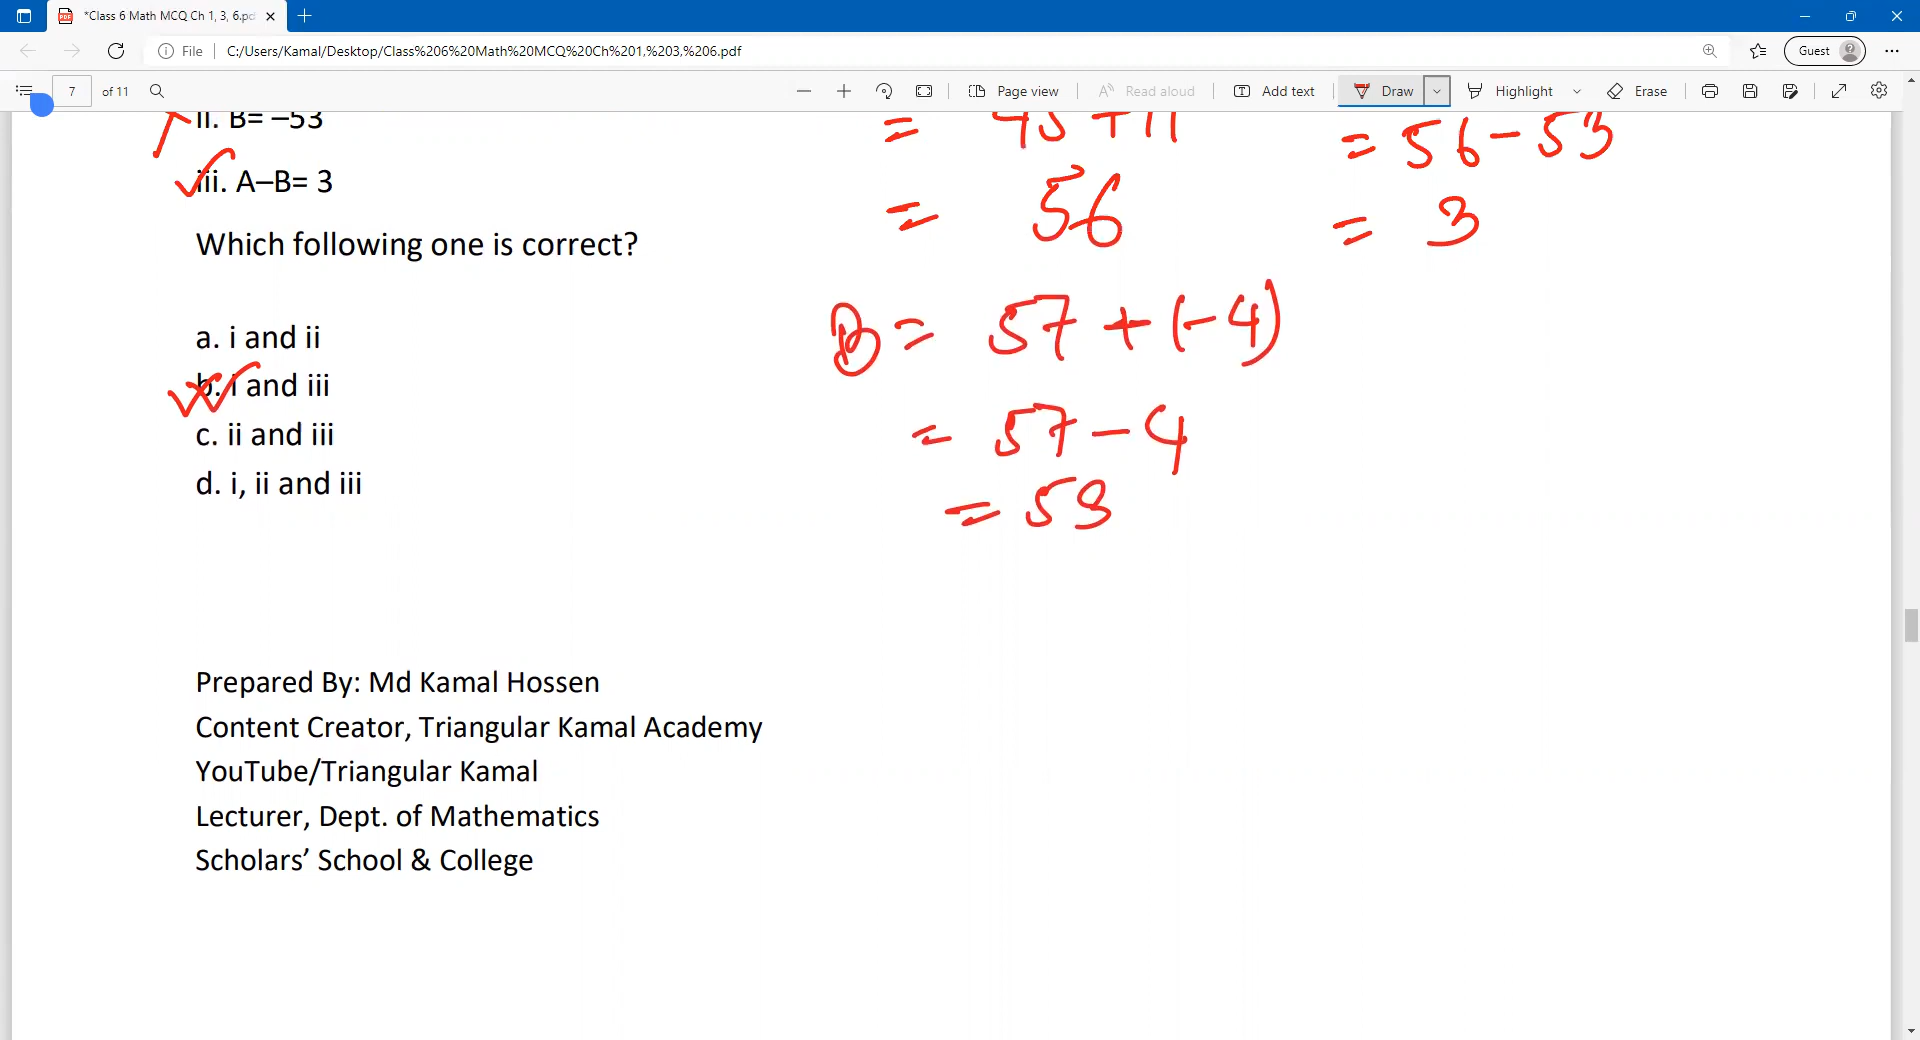 *Class 6 Math MCQ Ch 1, 3, 6.pd
File C:/Users/Kamal/Desktop/Class%206%20Math%20MCQ%20Ch%201,%203,%206.pdf Guest
7 of 11 Page view Read aloud Add text Draw Highlight Erase
ii. B= –53
= 45 + 11
= 56 – 53
iii. A–B= 3
= 56
= 3
Which following one is correct?
B = 57 + (– 4)
a. i and ii
b. i and iii
= 57 – 4
c. ii and iii
d. i, ii and iii
= 53
Prepared By: Md Kamal Hossen
Content Creator, Triangular Kamal Academy
YouTube/Triangular Kamal
Lecturer, Dept. of Mathematics
Scholars’ School & College